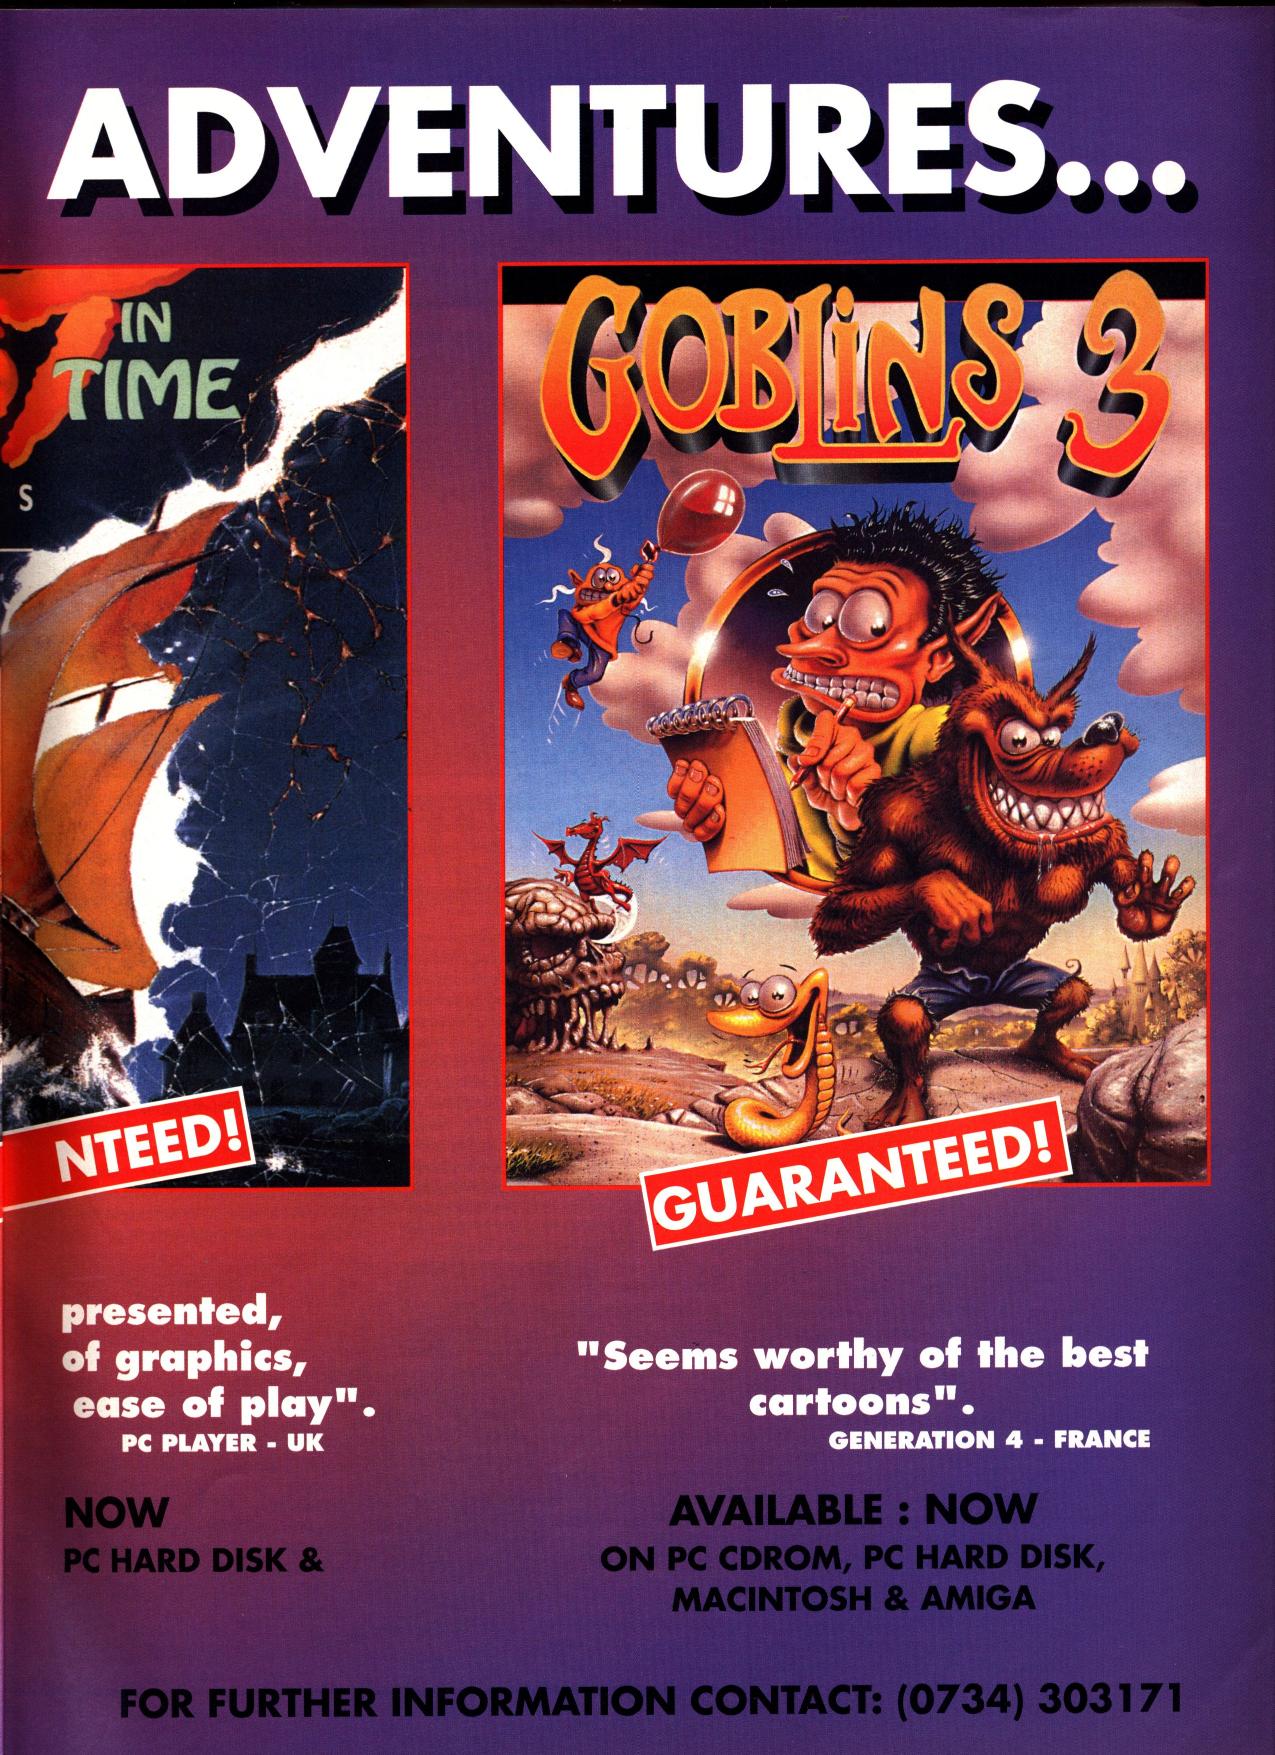 ADVENTURES...
IN
TIME
S
NTEED!
GOBLINS 3
GUARANTEED!
presented,
of graphics,
ease of play".
PC PLAYER - UK
NOW
PC HARD DISK &
"Seems worthy of the best
cartoons".
GENERATION 4 - FRANCE
AVAILABLE : NOW
ON PC CDROM, PC HARD DISK,
MACINTOSH & AMIGA
FOR FURTHER INFORMATION CONTACT: (0734) 303171